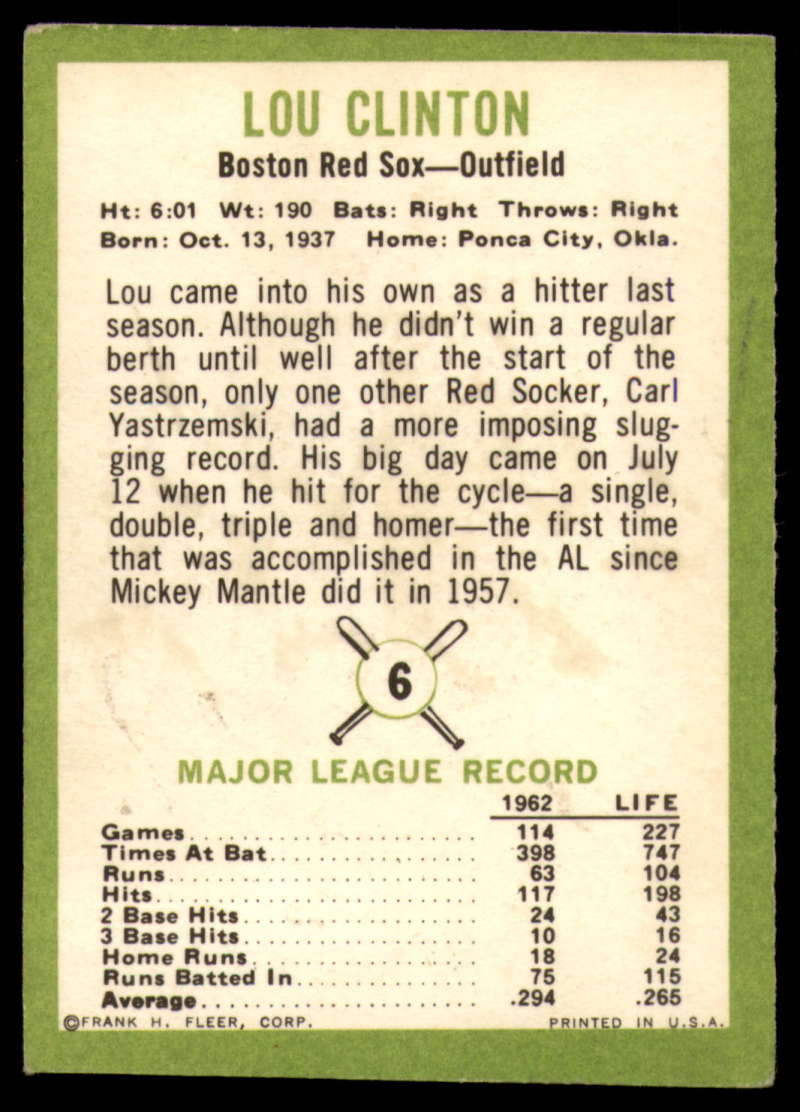 LOU CLINTON
Boston Red Sox—Outfield
Ht: 6:01 Wt: 190 Bats: Right Throws: Right
Born: Oct. 13, 1937 Home: Ponca City, Okla.
Lou came into his own as a hitter last
season. Although he didn't win a regular
berth until well after the start of the
season, only one other Red Socker, Carl
Yastrzemski, had a more imposing slug-
ging record. His big day came on July
12 when he hit for the cycle—a single,
double, triple and homer—the first time
that was accomplished in the AL since
Mickey Mantle did it in 1957.
6
MAJOR LEAGUE RECORD
1962 LIFE
Games 114 227
Times At Bat 398 747
Runs 63 104
Hits 117 198
2 Base Hits 24 43
3 Base Hits 10 16
Home Runs 18 24
Runs Batted In 75 115
Average .294 .265
©FRANK H. FLEER, CORP. PRINTED IN U.S.A.